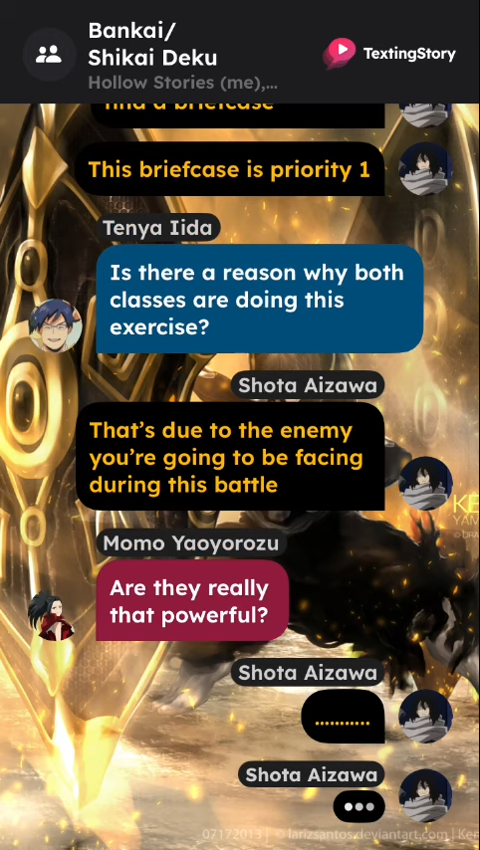 Bankai/
Shikai Deku
Hollow Stories (me),...
TextingStory
find a briefcase
This briefcase is priority 1
Tenya Iida
Is there a reason why both
classes are doing this
exercise?
Shota Aizawa
That's due to the enemy
you're going to be facing
during this battle
Momo Yaoyorozu
Are they really
that powerful?
Shota Aizawa
...........
Shota Aizawa
07172013 | © larizsantos.deviantart.com | Ken